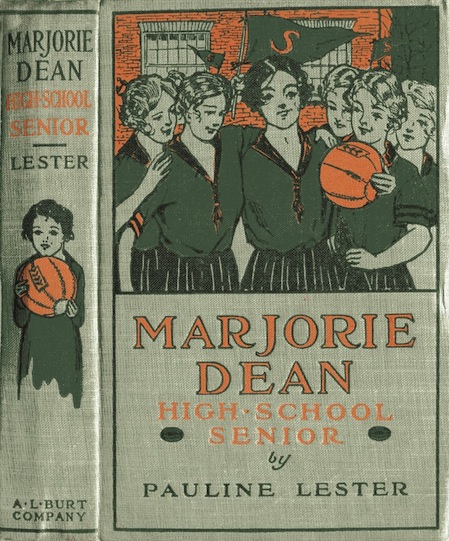 MARJORIE
DEAN
HIGH-SCHOOL
SENIOR
LESTER
A·L·BURT
COMPANY
S
S
MARJORIE
DEAN
HIGH·SCHOOL
SENIOR
by
PAULINE LESTER